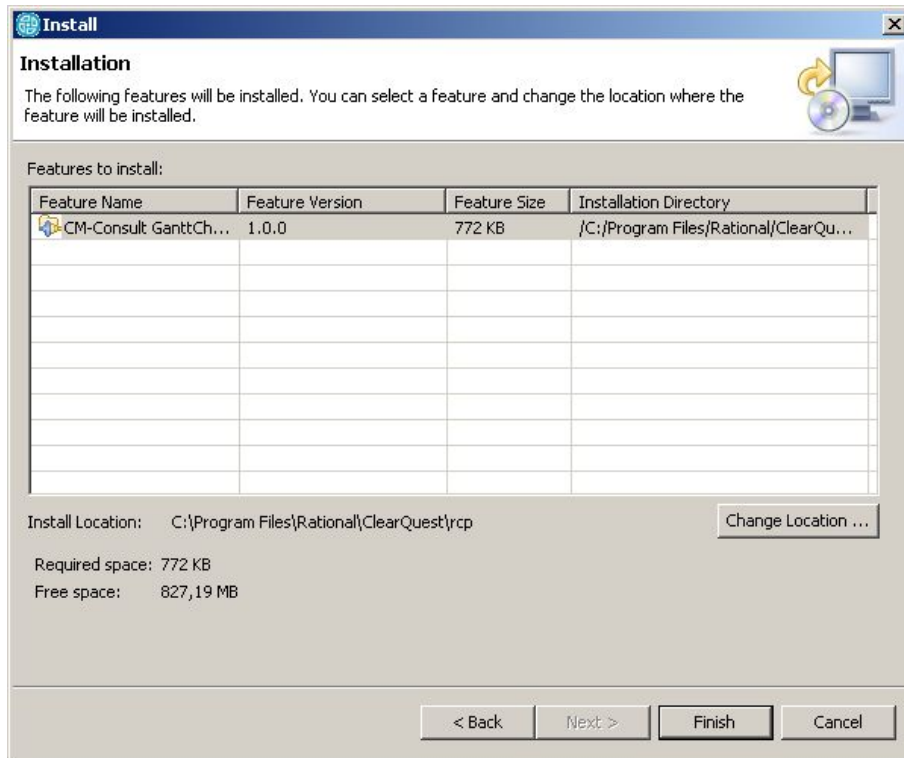 Install
Installation
The following features will be installed. You can select a feature and change the location where the
feature will be installed.
Features to install:
Feature Name Feature Version Feature Size Installation Directory
CM-Consult GanttCh... 1.0.0 772 KB /C:/Program Files/Rational/ClearQu...
Install Location: C:\Program Files\Rational\ClearQuest\rcp Change Location ...
Required space: 772 KB
Free space: 827,19 MB
< Back Next > Finish Cancel